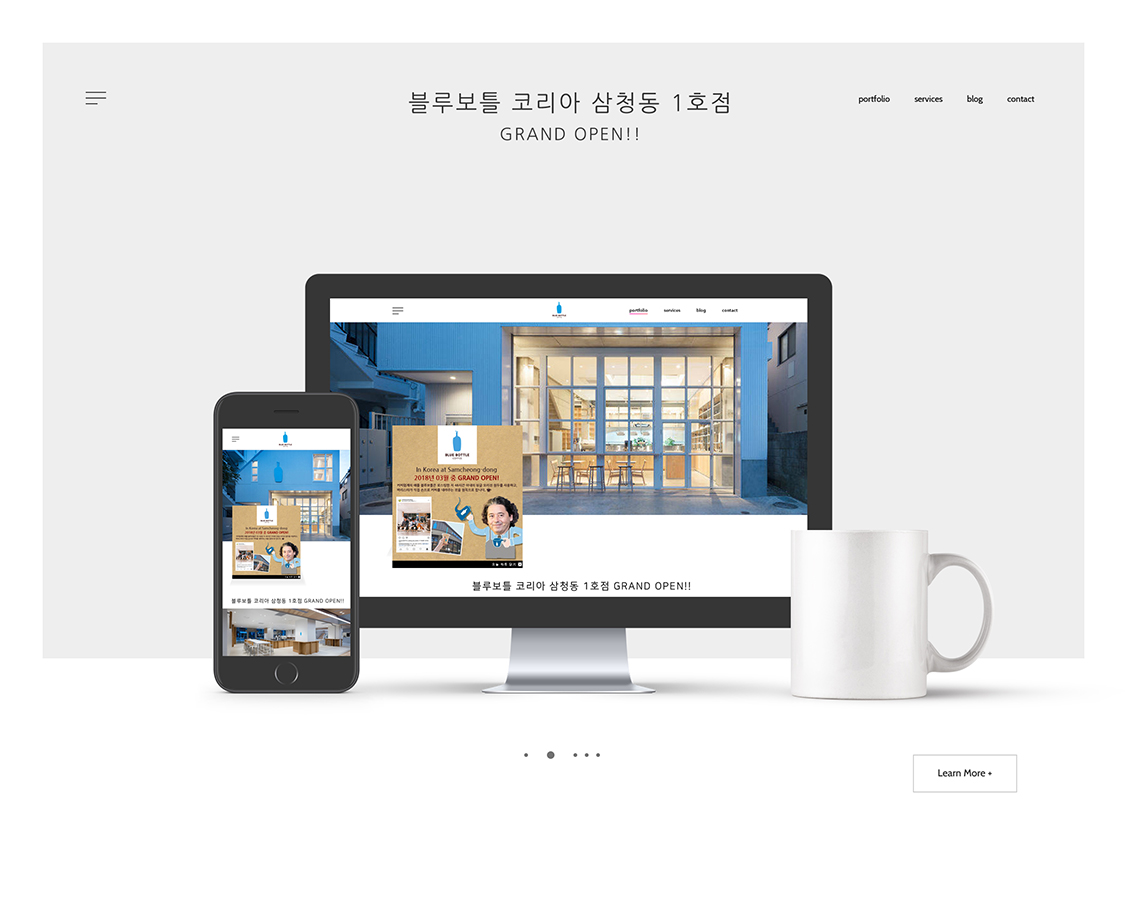 블루보틀 코리아 삼청동 1호점
GRAND OPEN!!
portfolio services blog contact
portfolio services blog contact
BLUE BOTTLE
In Korea at Samcheong-dong
2018년 03월 중 GRAND OPEN!
블루보틀 코리아 삼청동 1호점 GRAND OPEN!!
In Korea at Samcheong-dong
2018년 03월 중 GRAND OPEN!
블루보틀 코리아 삼청동 1호점 GRAND OPEN!!
Learn More +